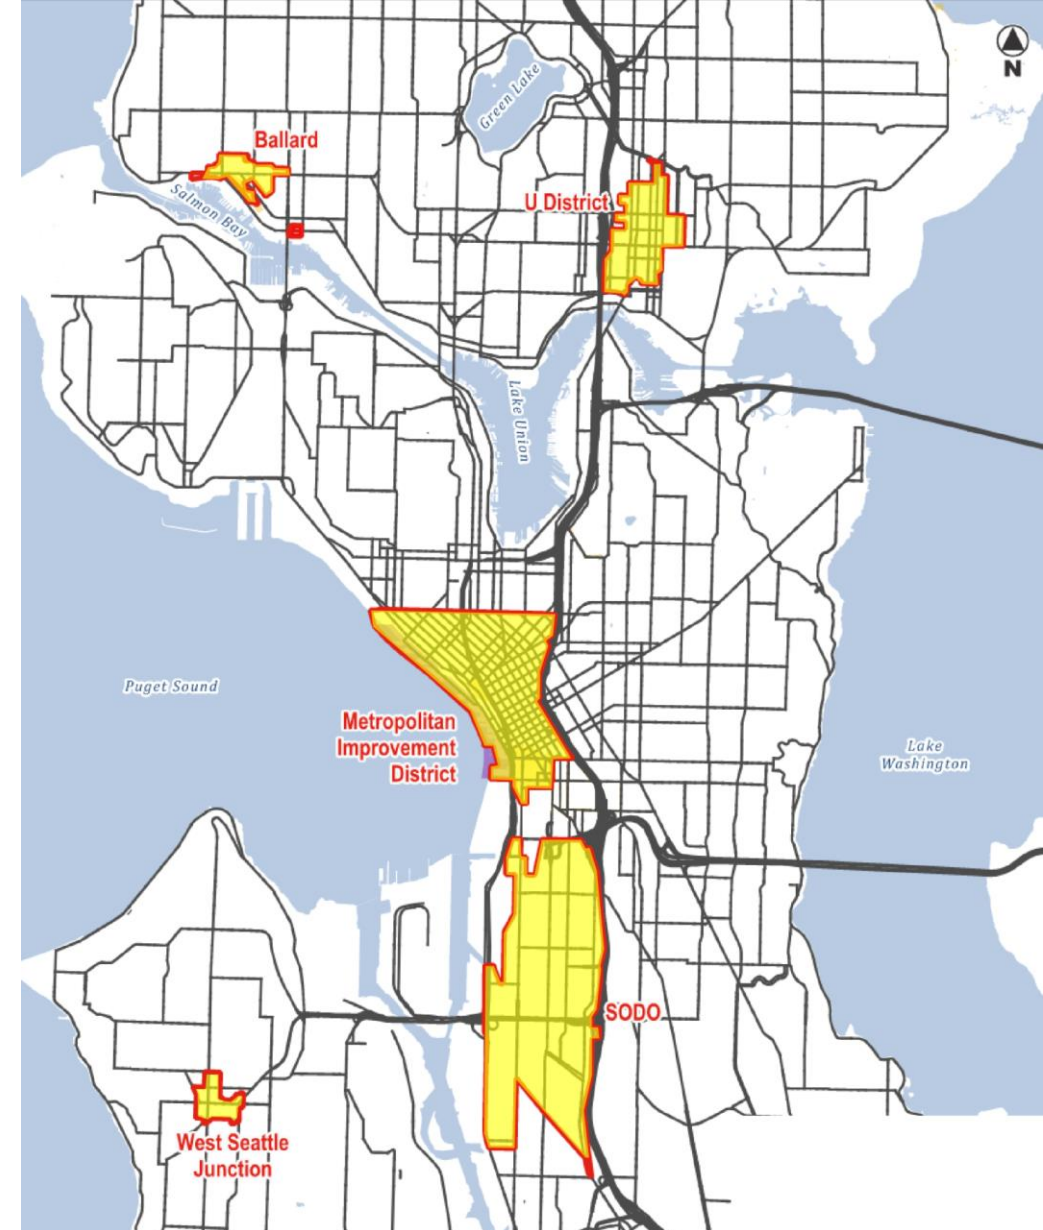 N
Green Lake
Ballard
Salmon Bay
U District
Lake Union
Puget Sound
Metropolitan
Improvement
District
Lake
Washington
SODO
West Seattle
Junction